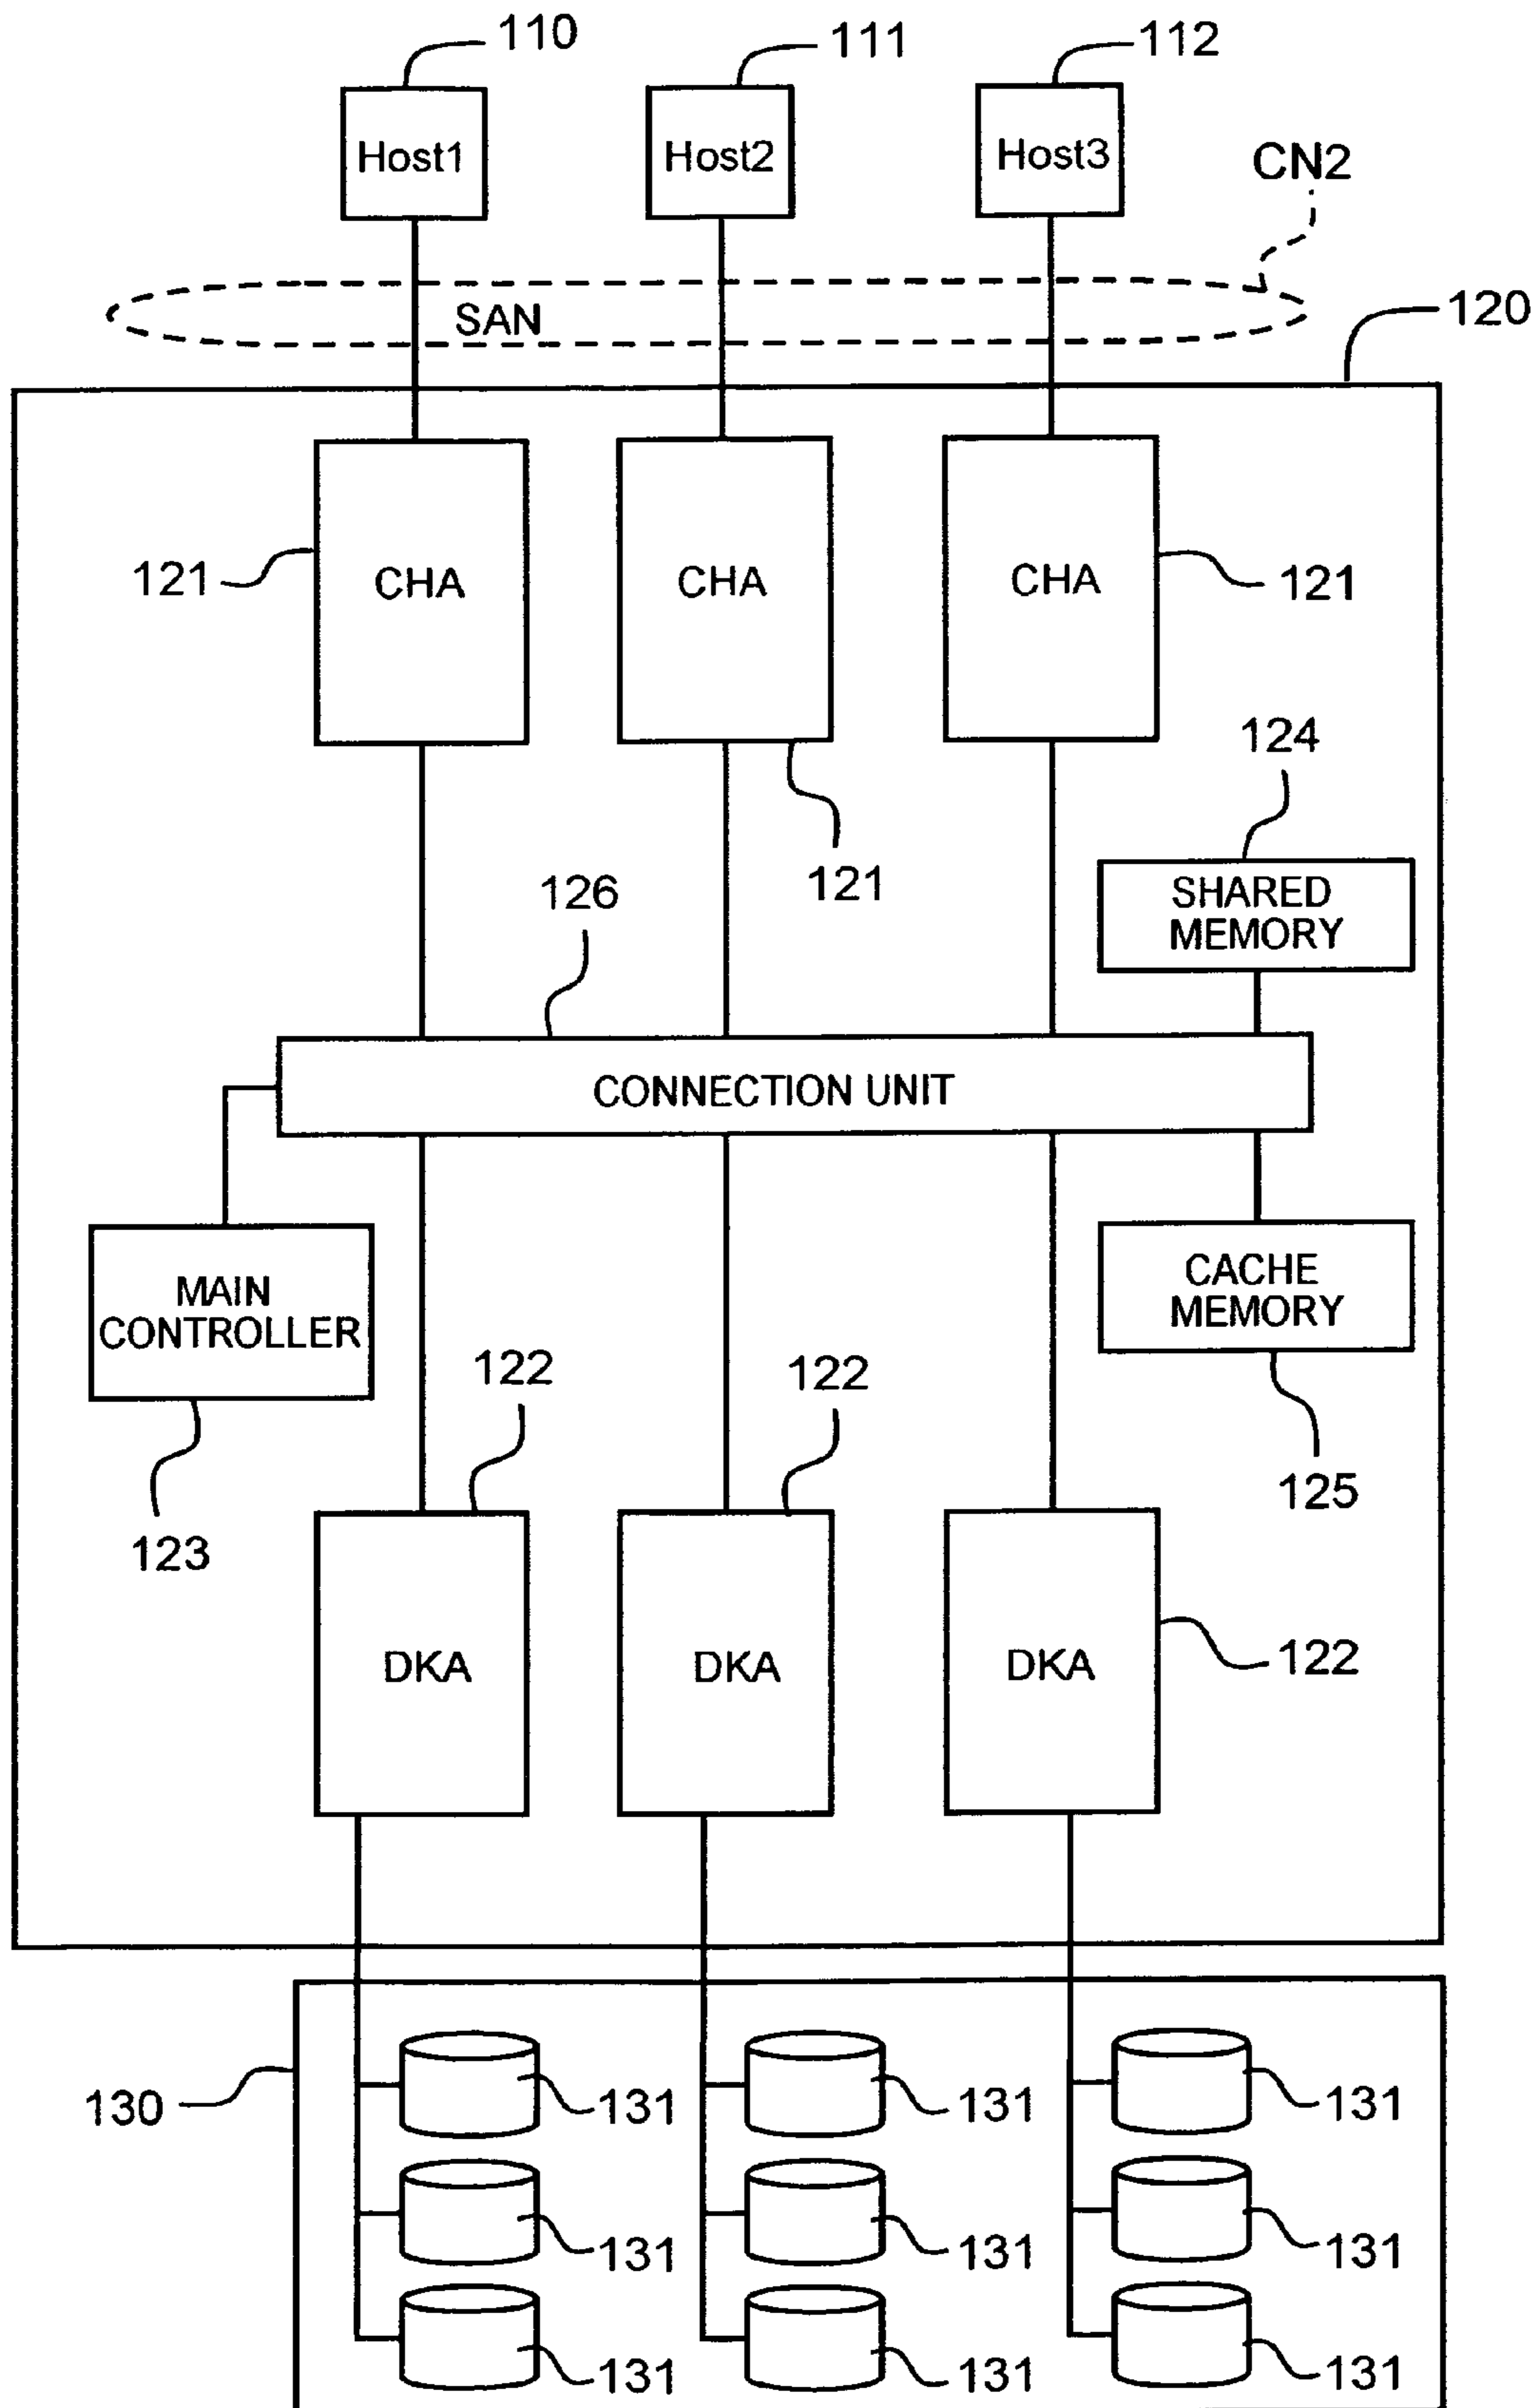 110
111
112
Host1
Host2
Host3
CN2
SAN
120
121
CHA
CHA
CHA
121
124
121
SHARED
MEMORY
126
CONNECTION UNIT
MAIN
CONTROLLER
CACHE
MEMORY
122
122
125
123
DKA
DKA
DKA
122
130
131
131
131
131
131
131
131
131
131